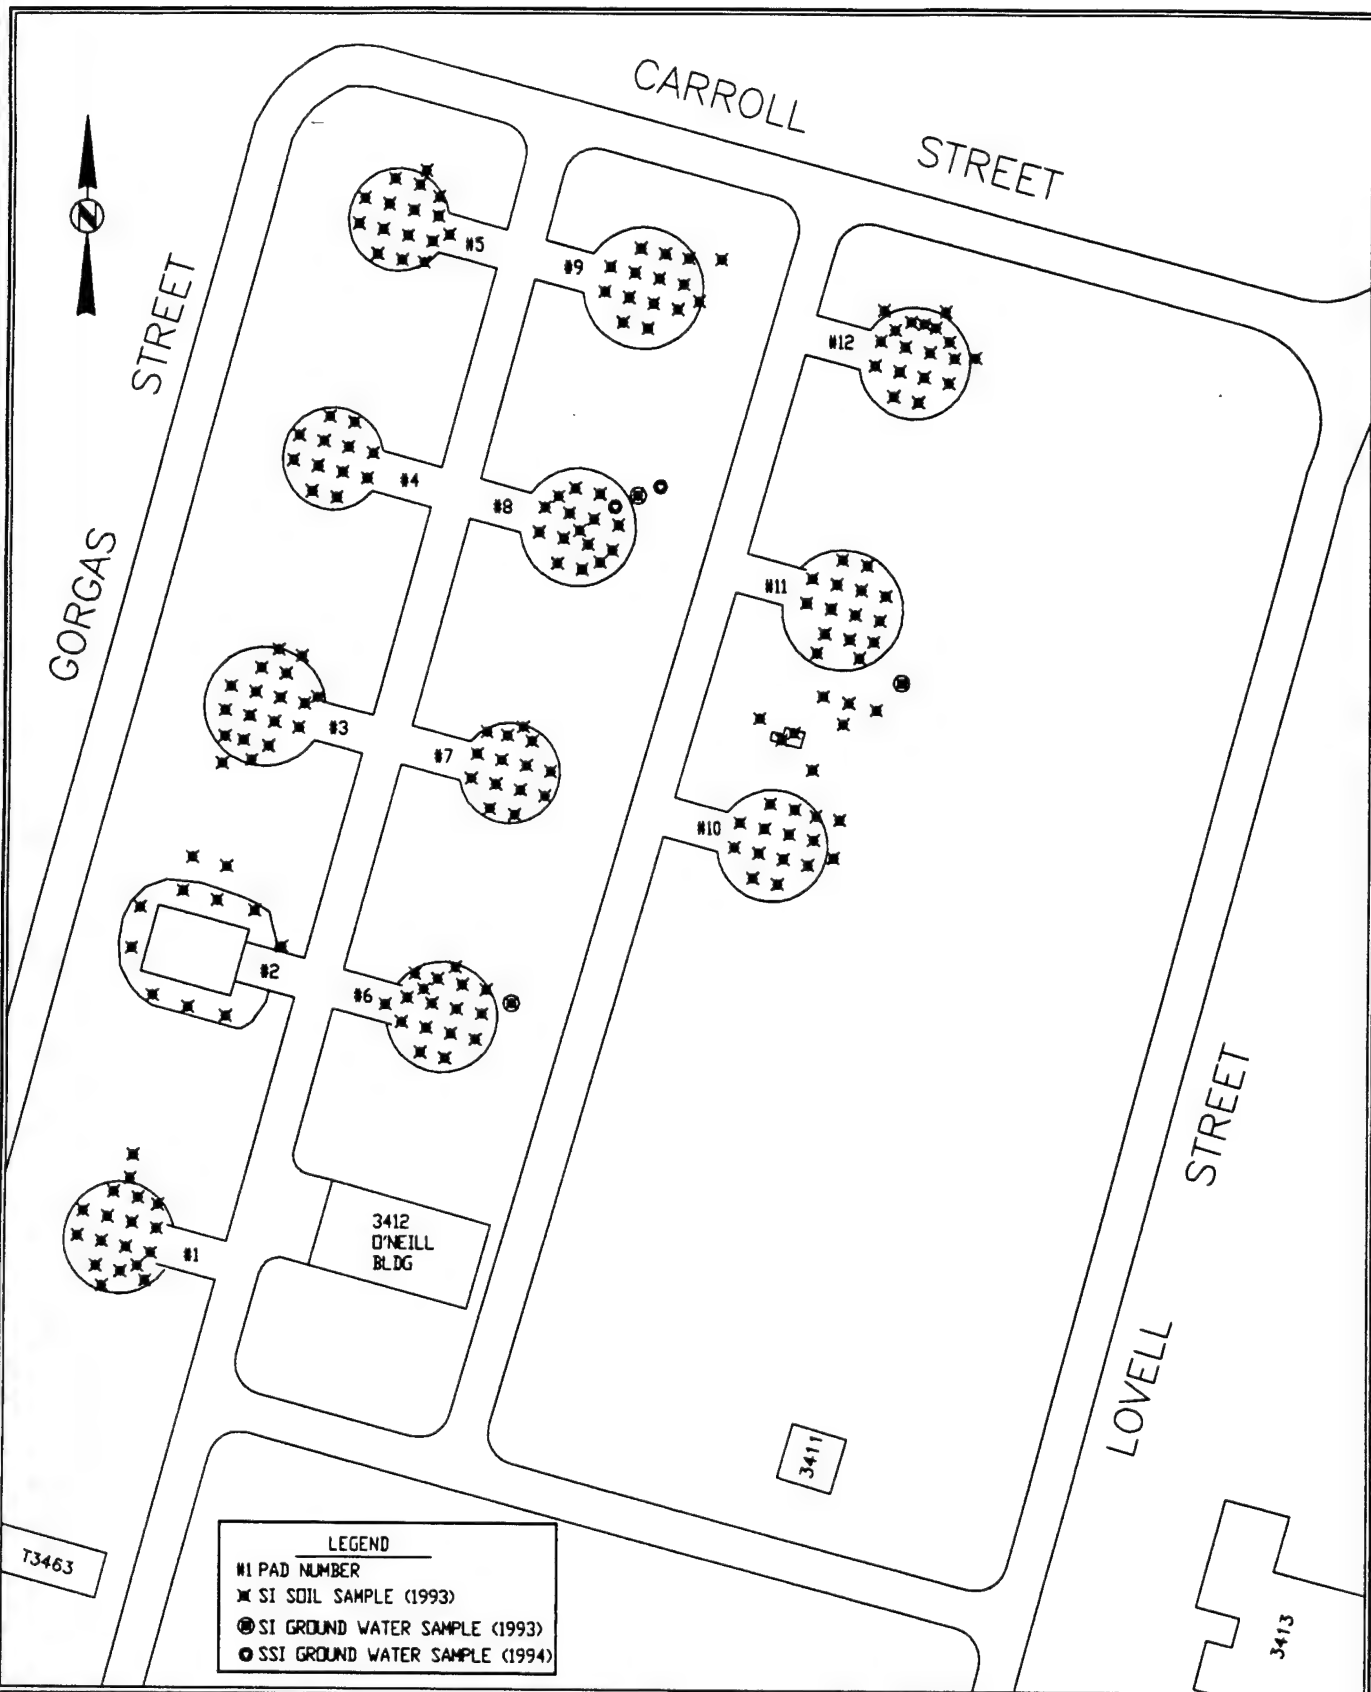 CARROLL
STREET
STREET
GORGAS
N
#5
#9
#12
#4
#8
#11
#3
#7
#10
#2
#6
#1
3412
O'NEILL
BLDG
STREET
LOVELL
3411
3413
T3463
LEGEND
#1 PAD NUMBER
SI SOIL SAMPLE (1993)
SI GROUND WATER SAMPLE (1993)
SSI GROUND WATER SAMPLE (1994)